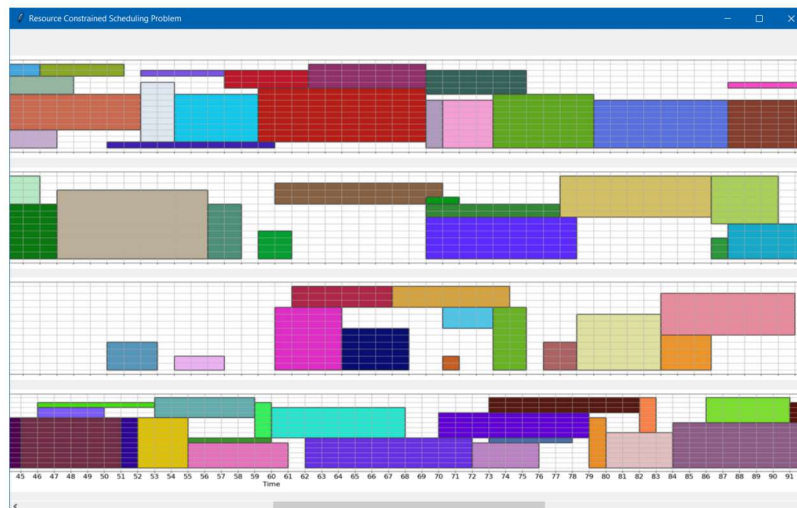 Resource Constrained Scheduling Problem
45 46 47 48 49 50 51 52 53 54 55 56 57 58 59 60 61 62 63 64 65 66 67 68 69 70 71 72 73 74 75 76 77 78 79 80 81 82 83 84 85 86 87 88 89 90 91
Time